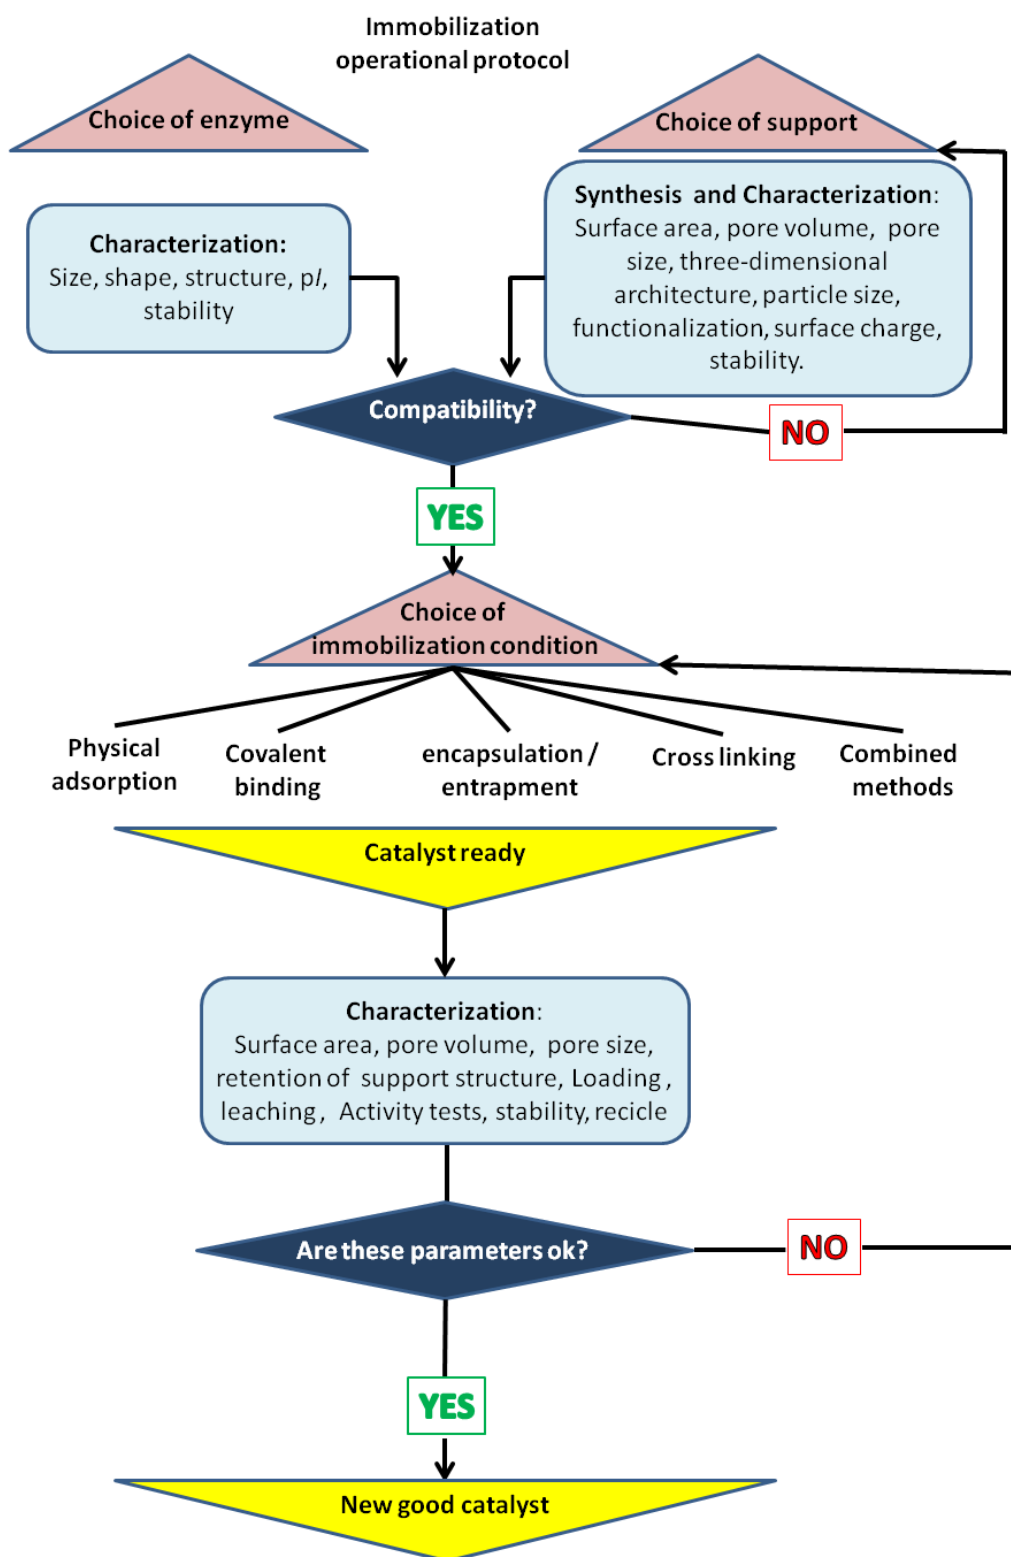 Immobilization
operational protocol
Choice of enzyme
Choice of support
Characterization:
Size, shape, structure, pI,
stability
Synthesis and Characterization:
Surface area, pore volume, pore
size, three-dimensional
architecture, particle size,
functionalization, surface charge,
stability.
Compatibility?
NO
YES
Choice of
immobilization condition
Physical
adsorption
Covalent
binding
encapsulation /
entrapment
Cross linking
Combined
methods
Catalyst ready
Characterization:
Surface area, pore volume, pore size,
retention of support structure, Loading ,
leaching , Activity tests, stability, recicle
Are these parameters ok?
NO
YES
New good catalyst